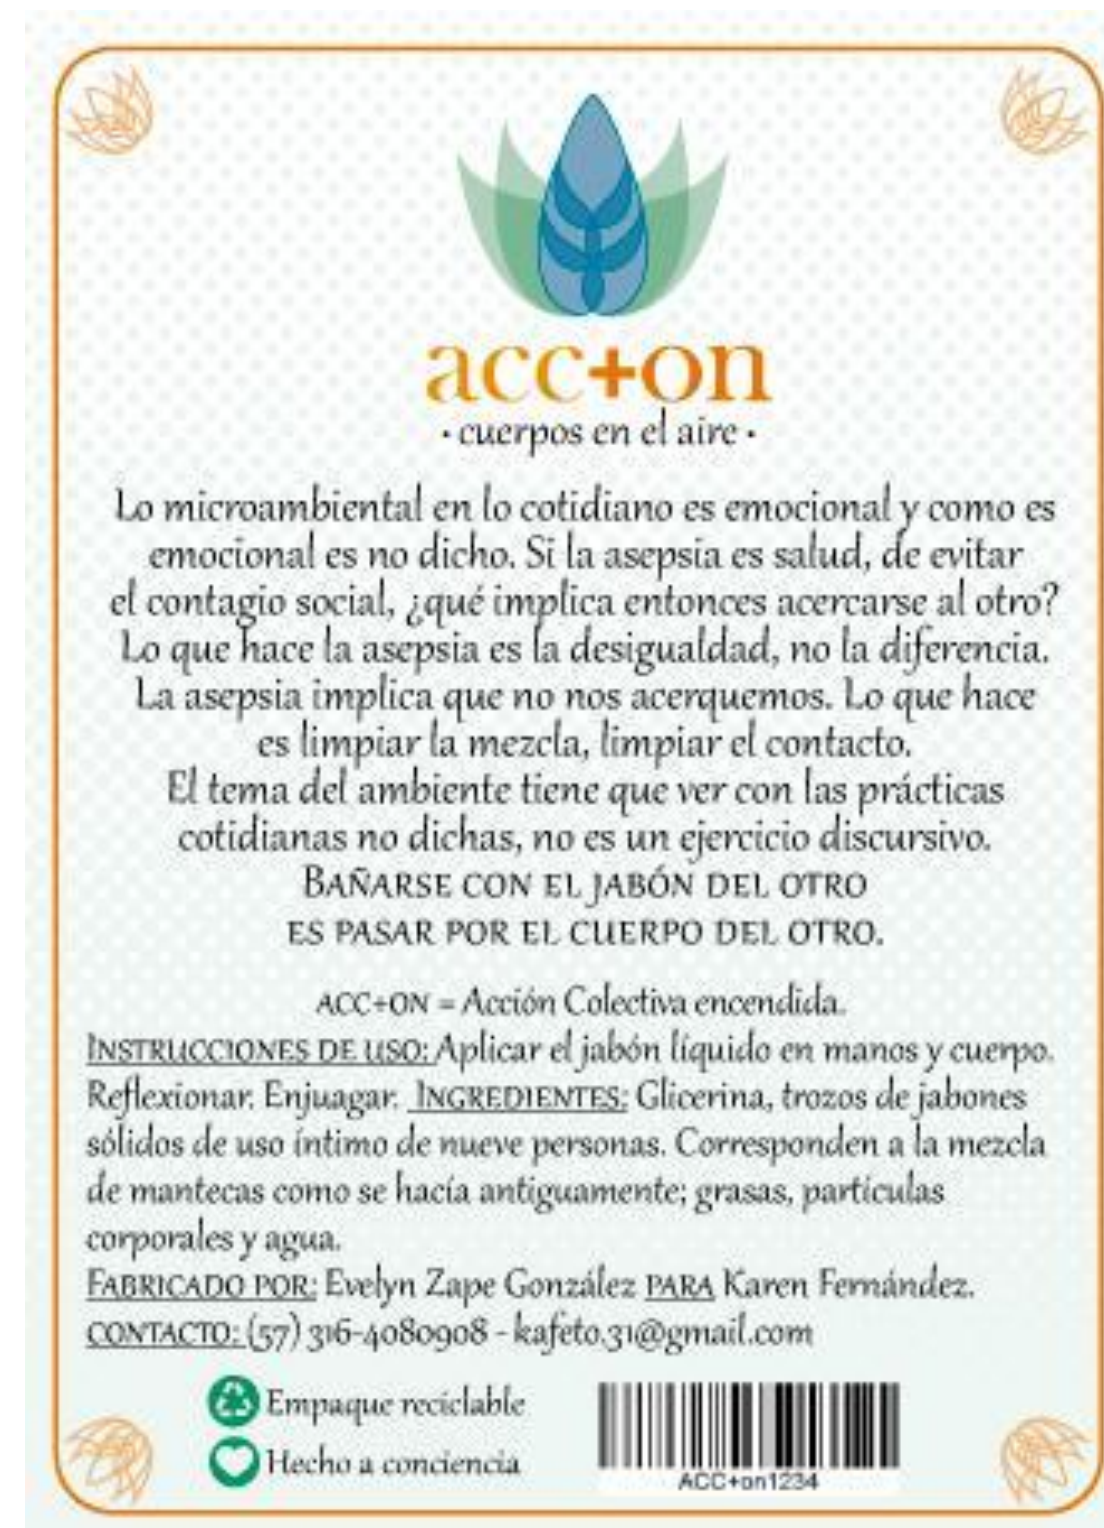 acc+on
· cuerpos en el aire ·
Lo microambiental en lo cotidiano es emocional y como es
emocional es no dicho. Si la asepsia es salud, de evitar
el contagio social, ¿qué implica entonces acercarse al otro?
Lo que hace la asepsia es la desigualdad, no la diferencia.
La asepsia implica que no nos acerquemos. Lo que hace
es limpiar la mezcla, limpiar el contacto.
El tema del ambiente tiene que ver con las prácticas
cotidianas no dichas, no es un ejercicio discursivo.
BAÑARSE CON EL JABÓN DEL OTRO
ES PASAR POR EL CUERPO DEL OTRO.
ACC+ON = Acción Colectiva encendida.
INSTRUCCIONES DE USO: Aplicar el jabón líquido en manos y cuerpo.
Reflexionar. Enjuagar. INGREDIENTES: Glicerina, trozos de jabones
sólidos de uso íntimo de nueve personas. Corresponden a la mezcla
de mantecas como se hacía antiguamente; grasas, partículas
corporales y agua.
FABRICADO POR: Evelyn Zape González PARA Karen Fernández.
CONTACTO: (57) 316-4080908 - kafeto.31@gmail.com
Empaque reciclable
Hecho a conciencia
ACC+on1234